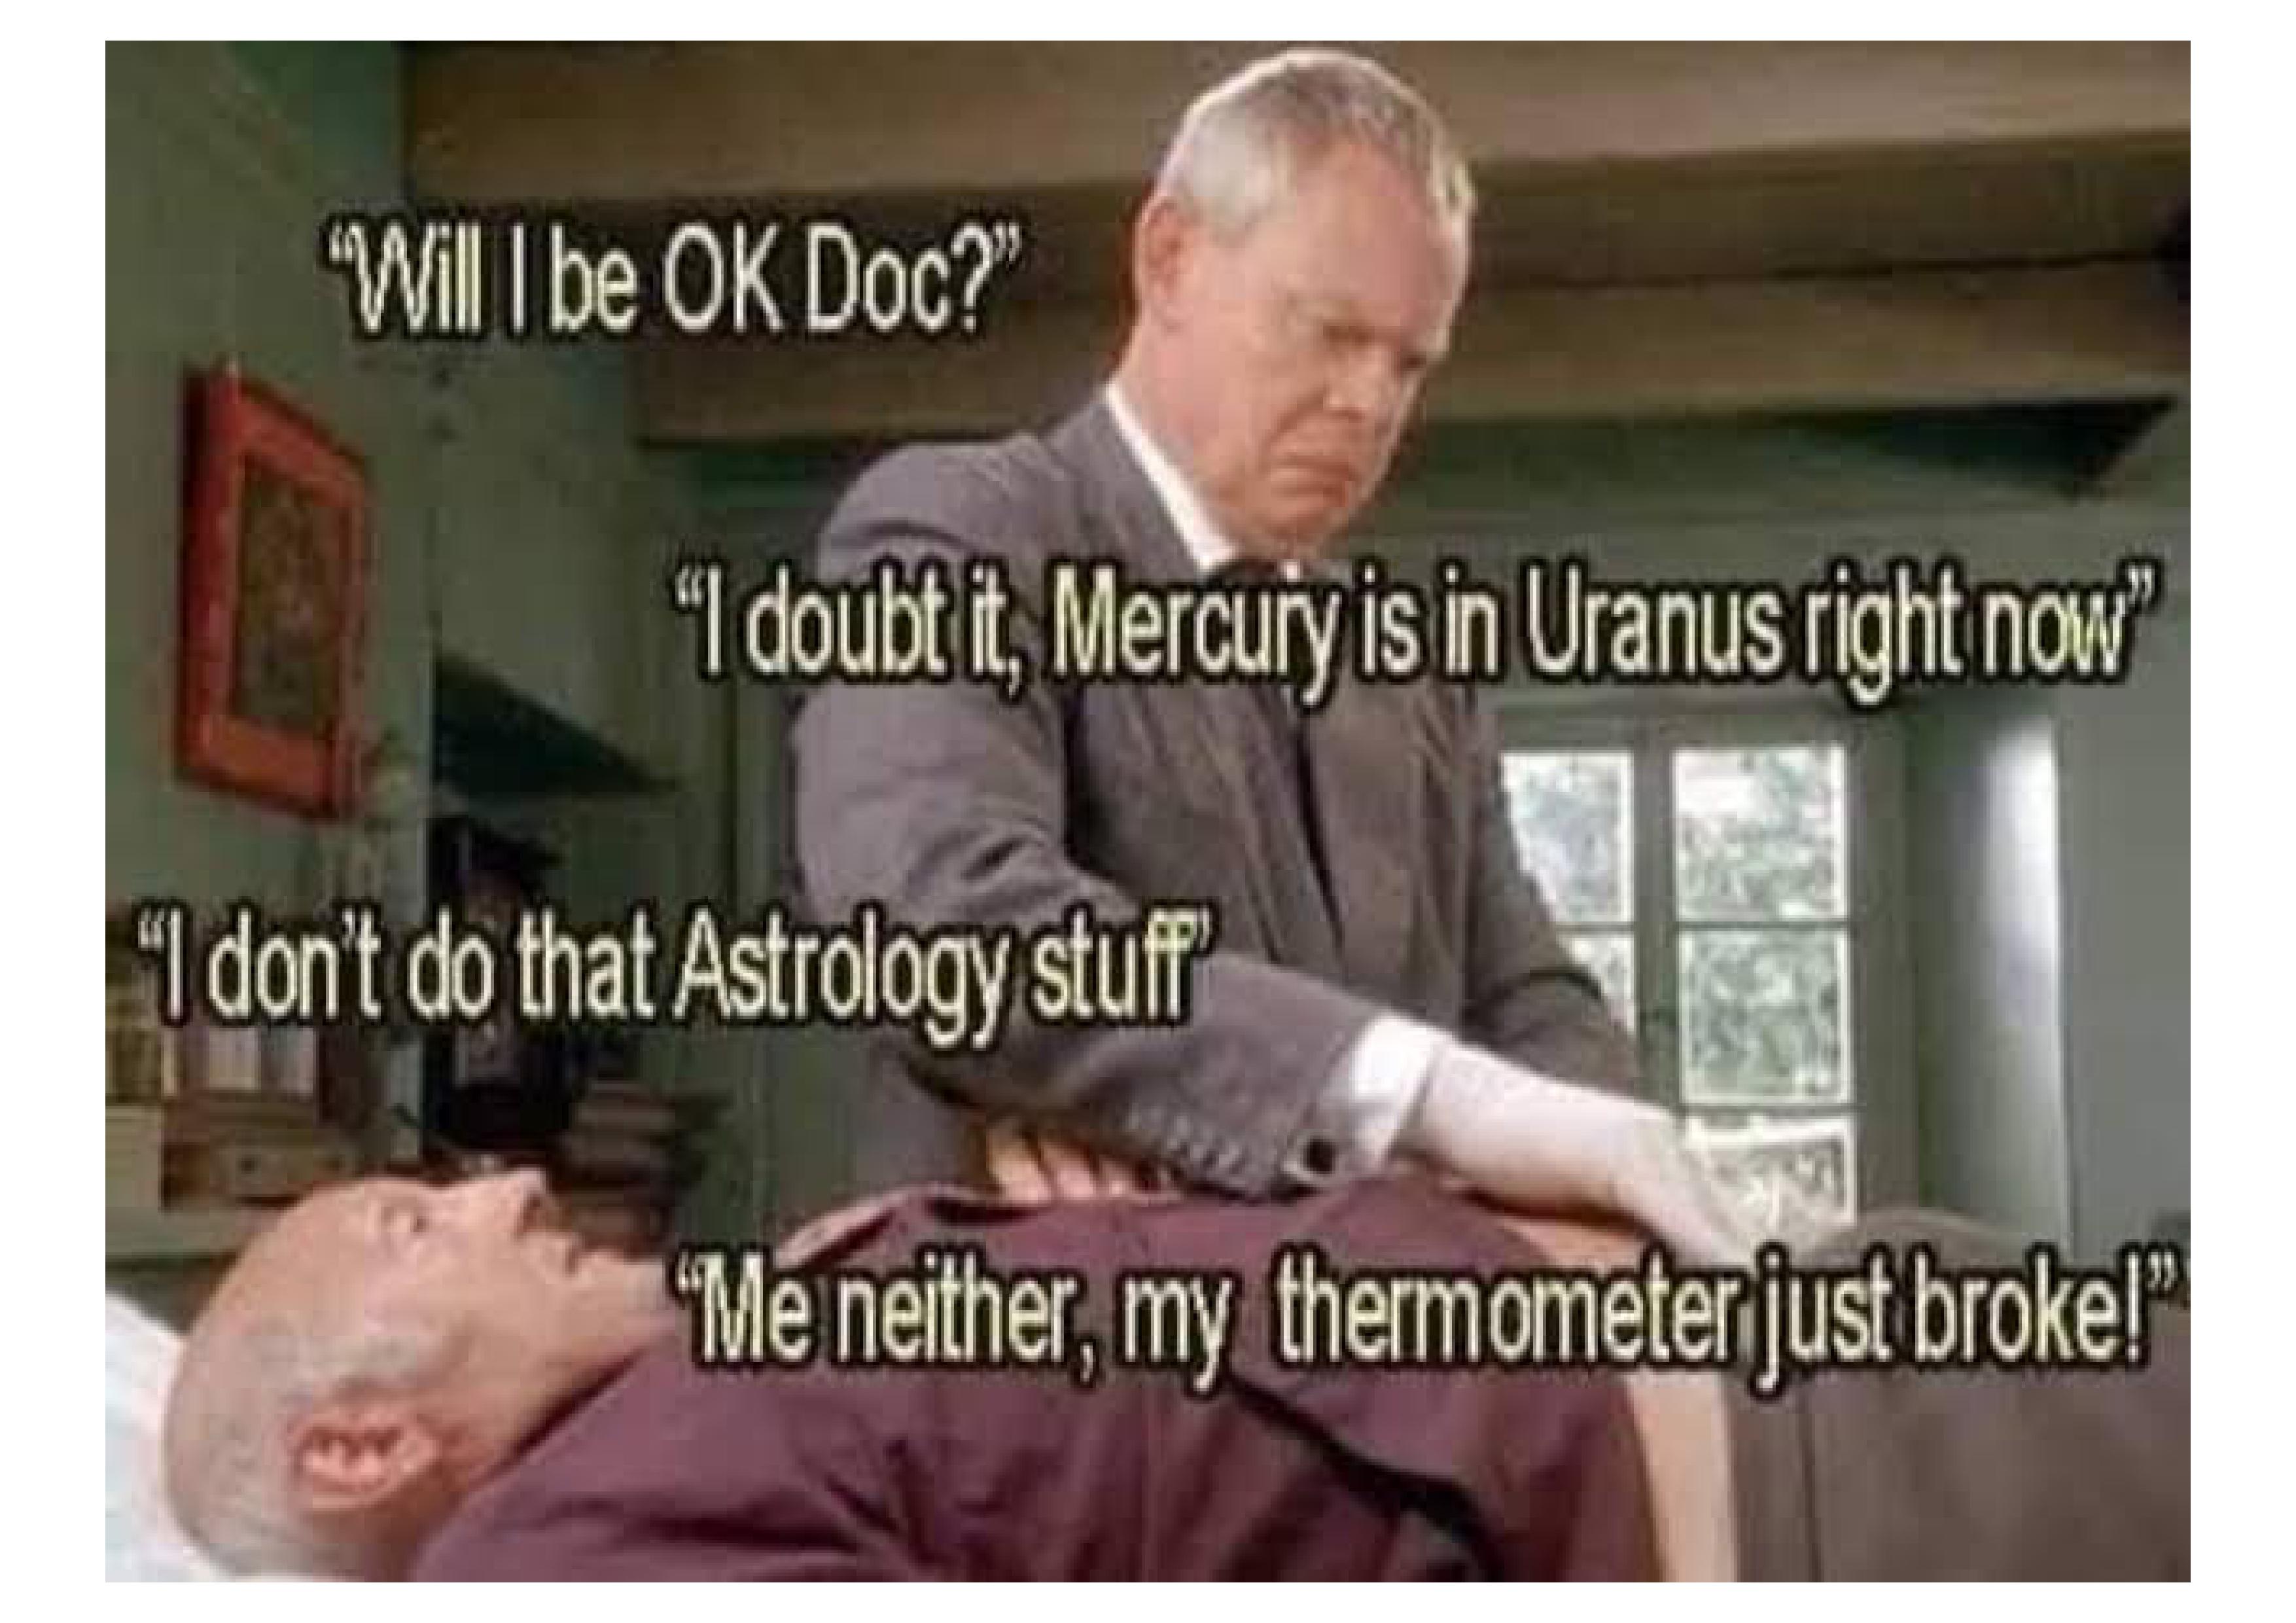 “Will I be OK Doc?”
“I doubt it, Mercury is in Uranus right now”
“I don't do that Astrology stuff”
“Me neither, my thermometer just broke!”